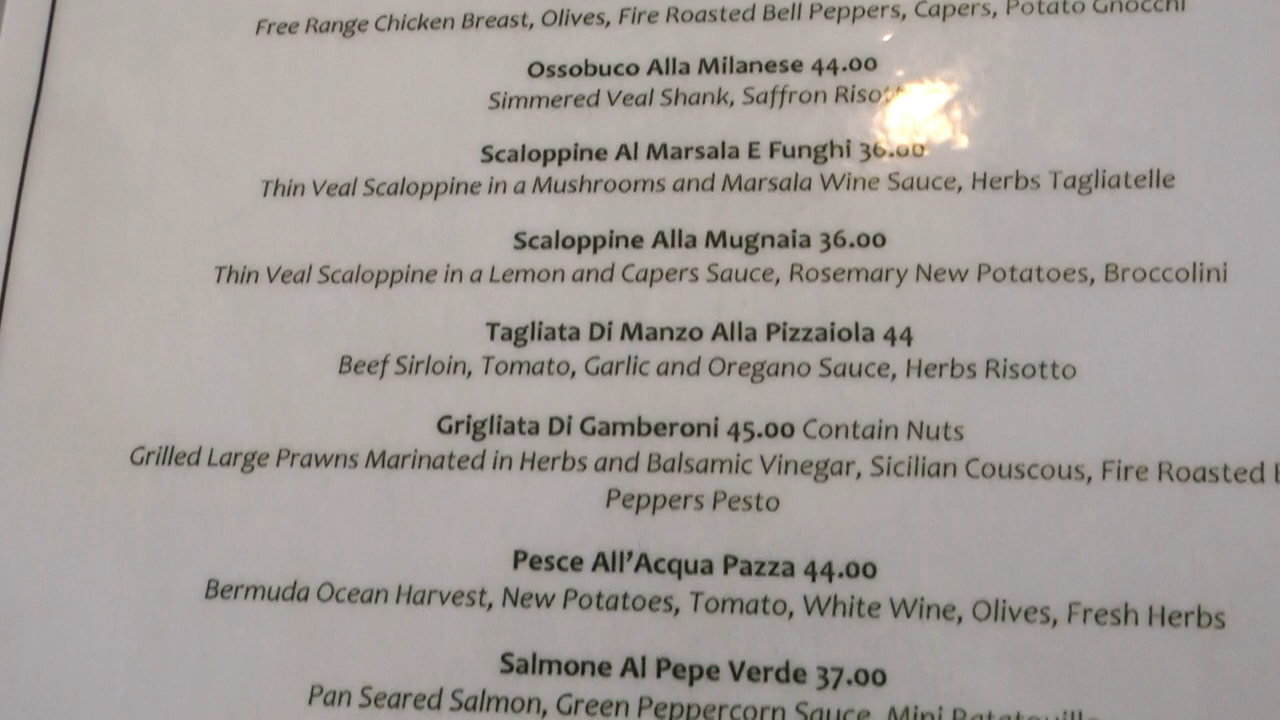 Free Range Chicken Breast, Olives, Fire Roasted Bell Peppers, Capers, Potato Gnocchi
Ossobuco Alla Milanese 44.00
Simmered Veal Shank, Saffron
Scaloppine Al Marsala E Funghi 36.00
Thin Veal Scaloppine in a Mushrooms and Marsala Wine Sauce, Herbs Tagliatelle
Scaloppine Alla Mugnaia 36.00
Thin Veal Scaloppine in a Lemon and Capers Sauce, Rosemary New Potatoes, Broccolini
Tagliata Di Manzo Alla Pizzaiola 44
Beef Sirloin, Tomato, Garlic and Oregano Sauce, Herbs Risotto
Grigliata Di Gamberoni 45.00 Contain Nuts
Grilled Large Prawns Marinated in Herbs and Balsamic Vinegar, Sicilian Couscous, Fire Roasted
Peppers Pesto
Pesce All'Acqua Pazza 44.00
Bermuda Ocean Harvest, New Potatoes, Tomato, White Wine, Olives, Fresh Herbs
Salmone Al Pepe Verde 37.00
Pan Seared Salmon, Green Peppercorn Sauce, Mini